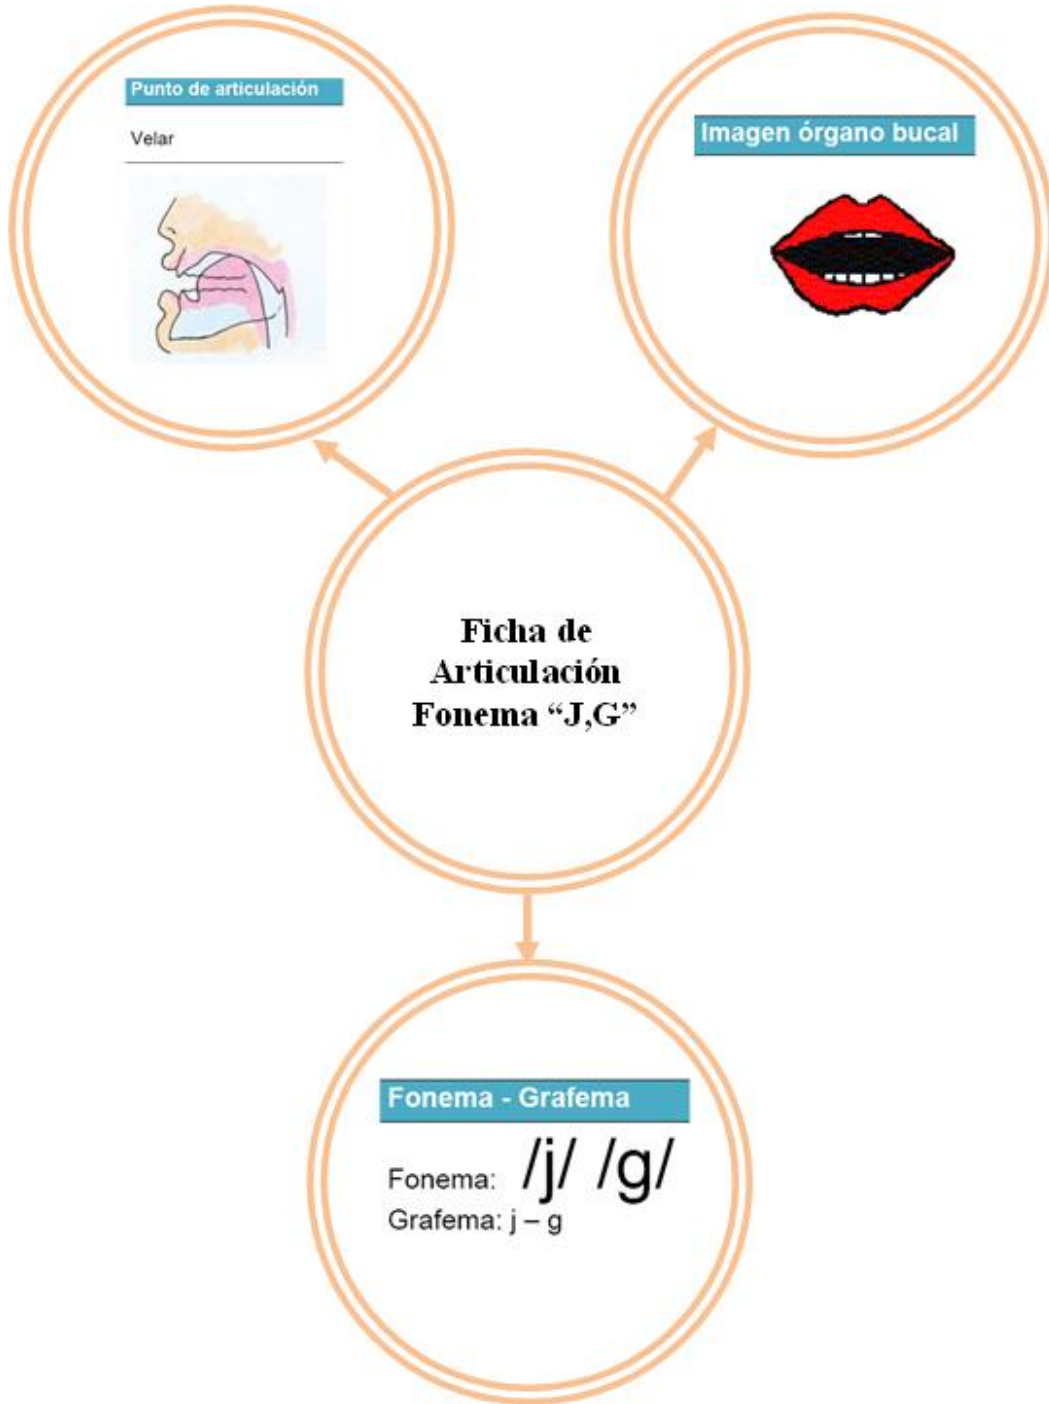 Punto de articulación
Velar
Imagen órgano bucal
Ficha de
Articulación
Fonema “J,G”
Fonema - Grafema
Fonema: /j/ /g/
Grafema: j – g